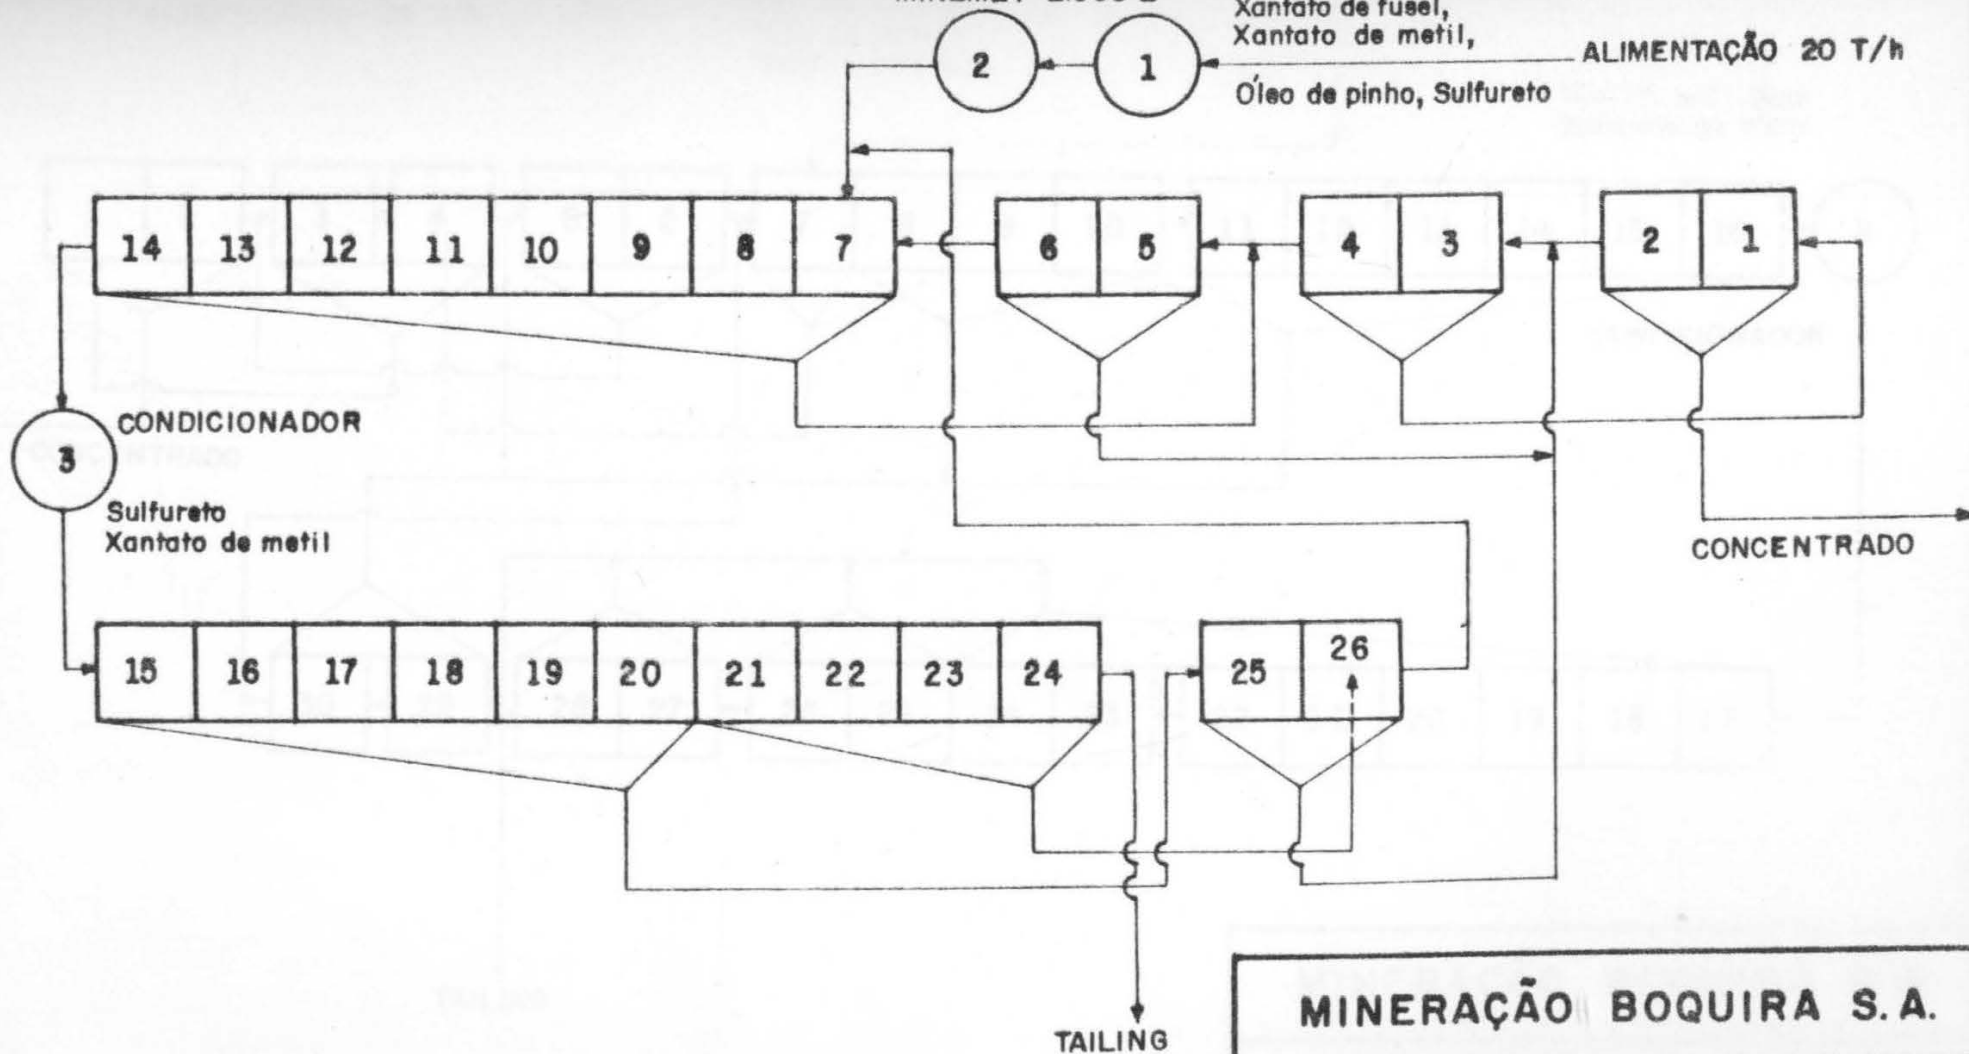 Xantato de fusel,
Xantato de metil,
Óleo de pinho, Sulfureto
ALIMENTAÇÃO 20 T/h
2
1
14 13 12 11 10 9 8 7
6 5
4 3
2 1
CONDICIONADOR
3
Sulfureto
Xantato de metil
CONCENTRADO
15 16 17 18 19 20 21 22 23 24
25 26
TAILING
MINERAÇÃO BOQUIRA S. A.